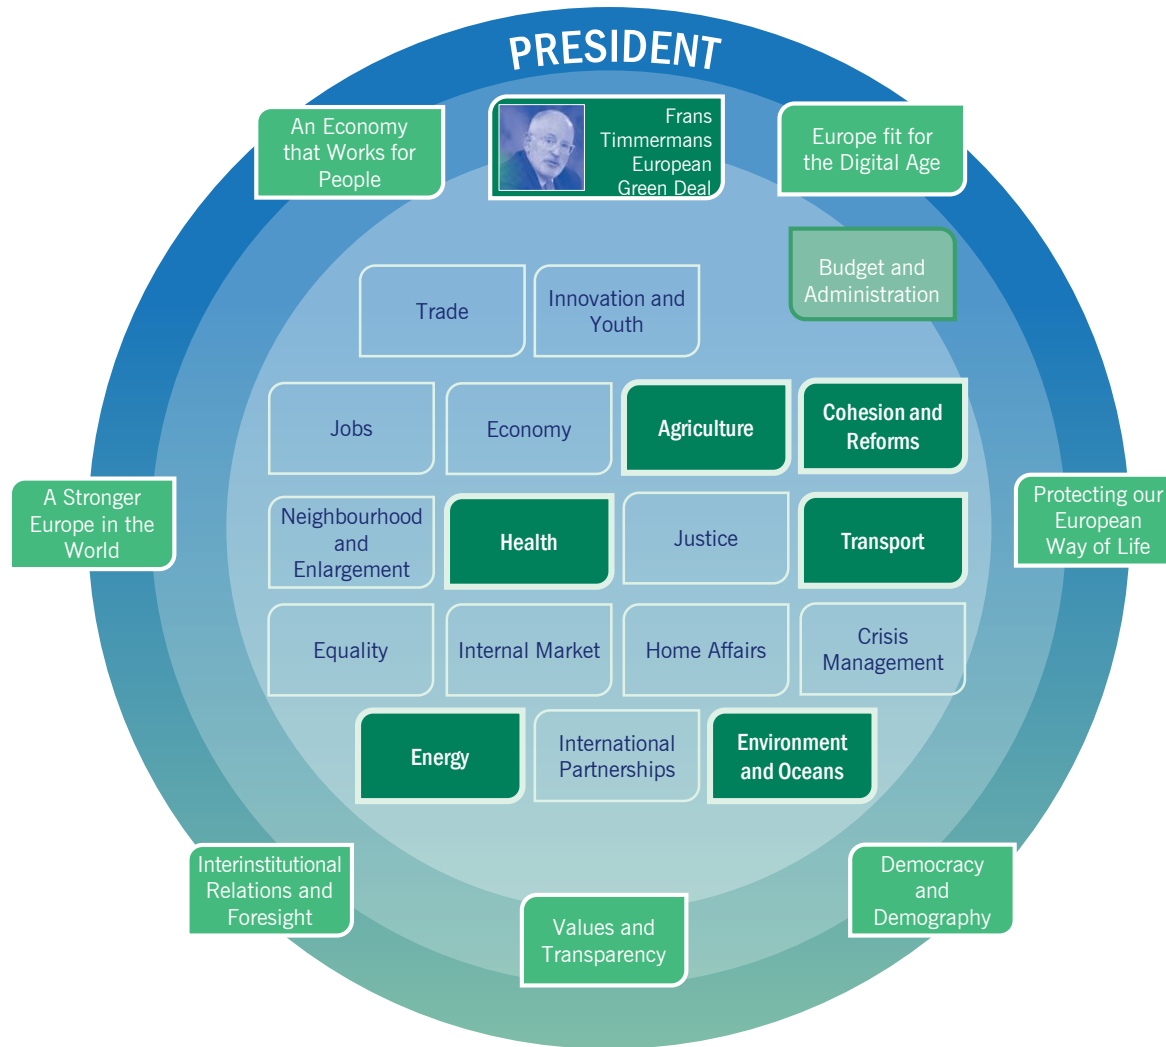 PRESIDENT
An Economy
that Works for
People
Frans
Timmermans
European
Green Deal
Europe fit for
the Digital Age
Budget and
Administration
Trade
Innovation and
Youth
Jobs
Economy
Agriculture
Cohesion and
Reforms
A Stronger
Europe in the
World
Neighbourhood
and
Enlargement
Health
Justice
Transport
Protecting our
European
Way of Life
Equality
Internal Market
Home Affairs
Crisis
Management
Energy
International
Partnerships
Environment
and Oceans
Interinstitutional
Relations and
Foresight
Values and
Transparency
Democracy
and
Demography